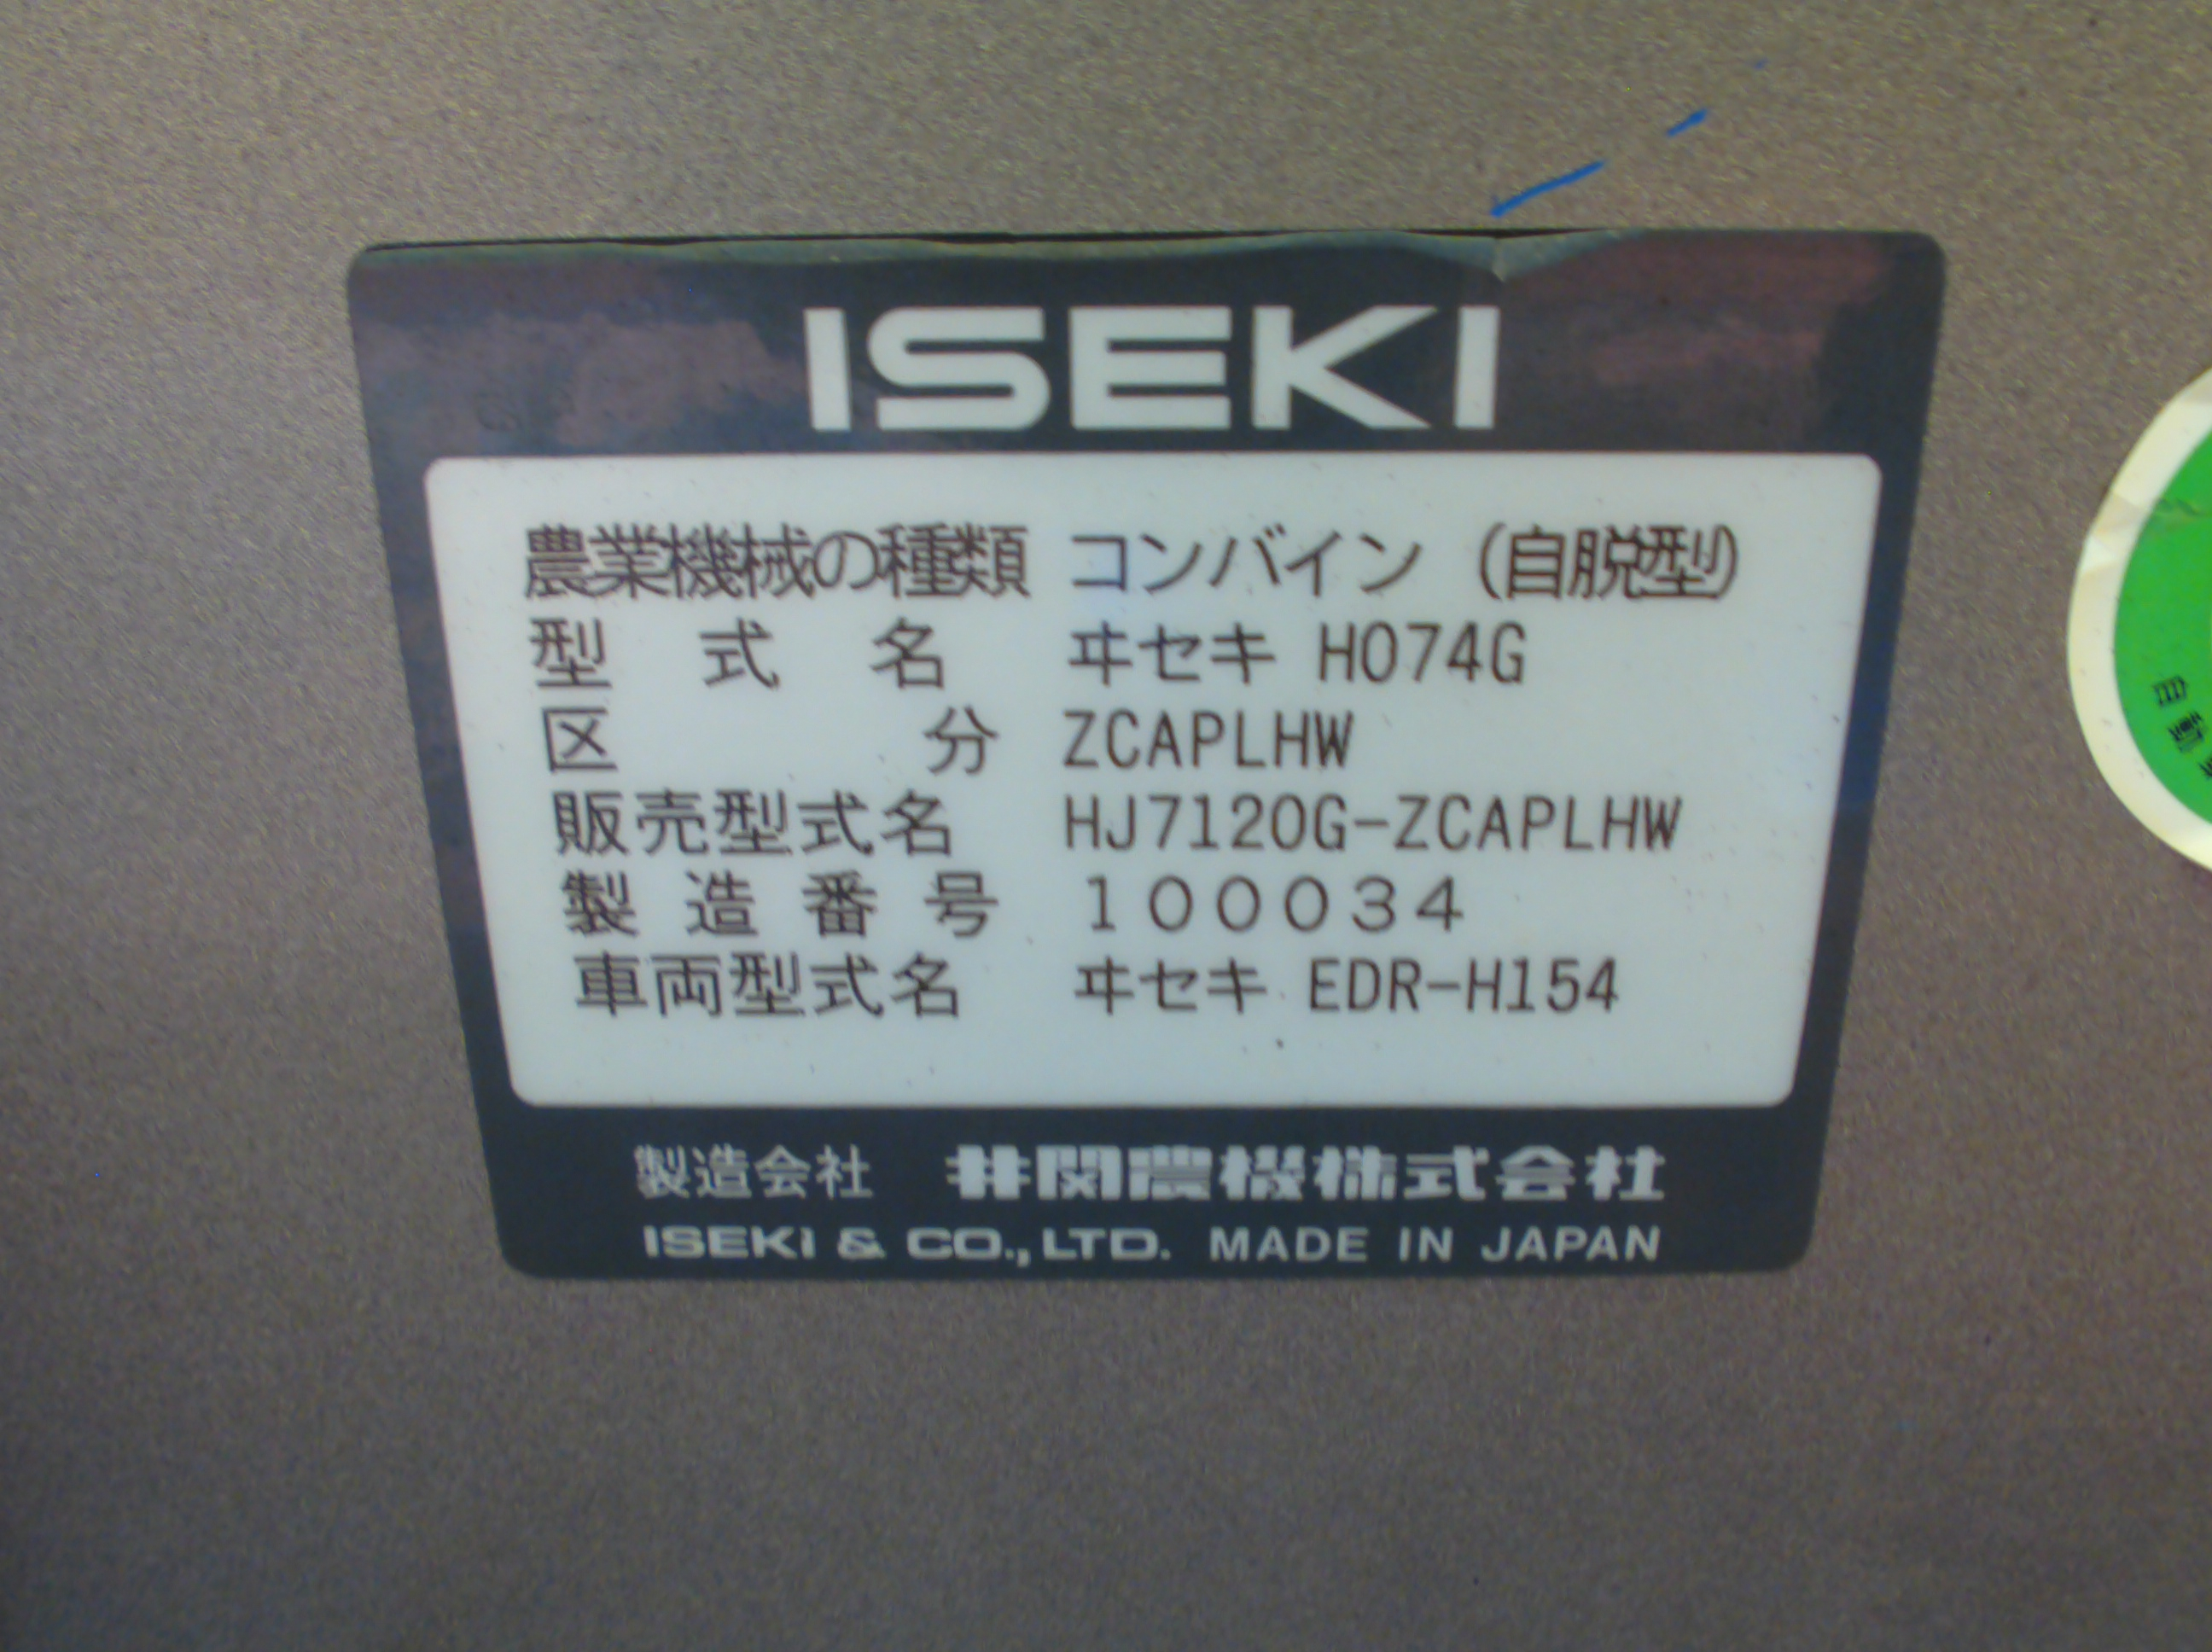 ISEKI
農業機械の種類 コンバイン (自脱型)
型式名 ヰセキ HO74G
区分 ZCAPLHW
販売型式名 HJ7120G-ZCAPLHW
製造番号 100034
車両型式名 ヰセキ EDR-H154
製造会社 井関農機株式会社
ISEKI & CO.,LTD. MADE IN JAPAN